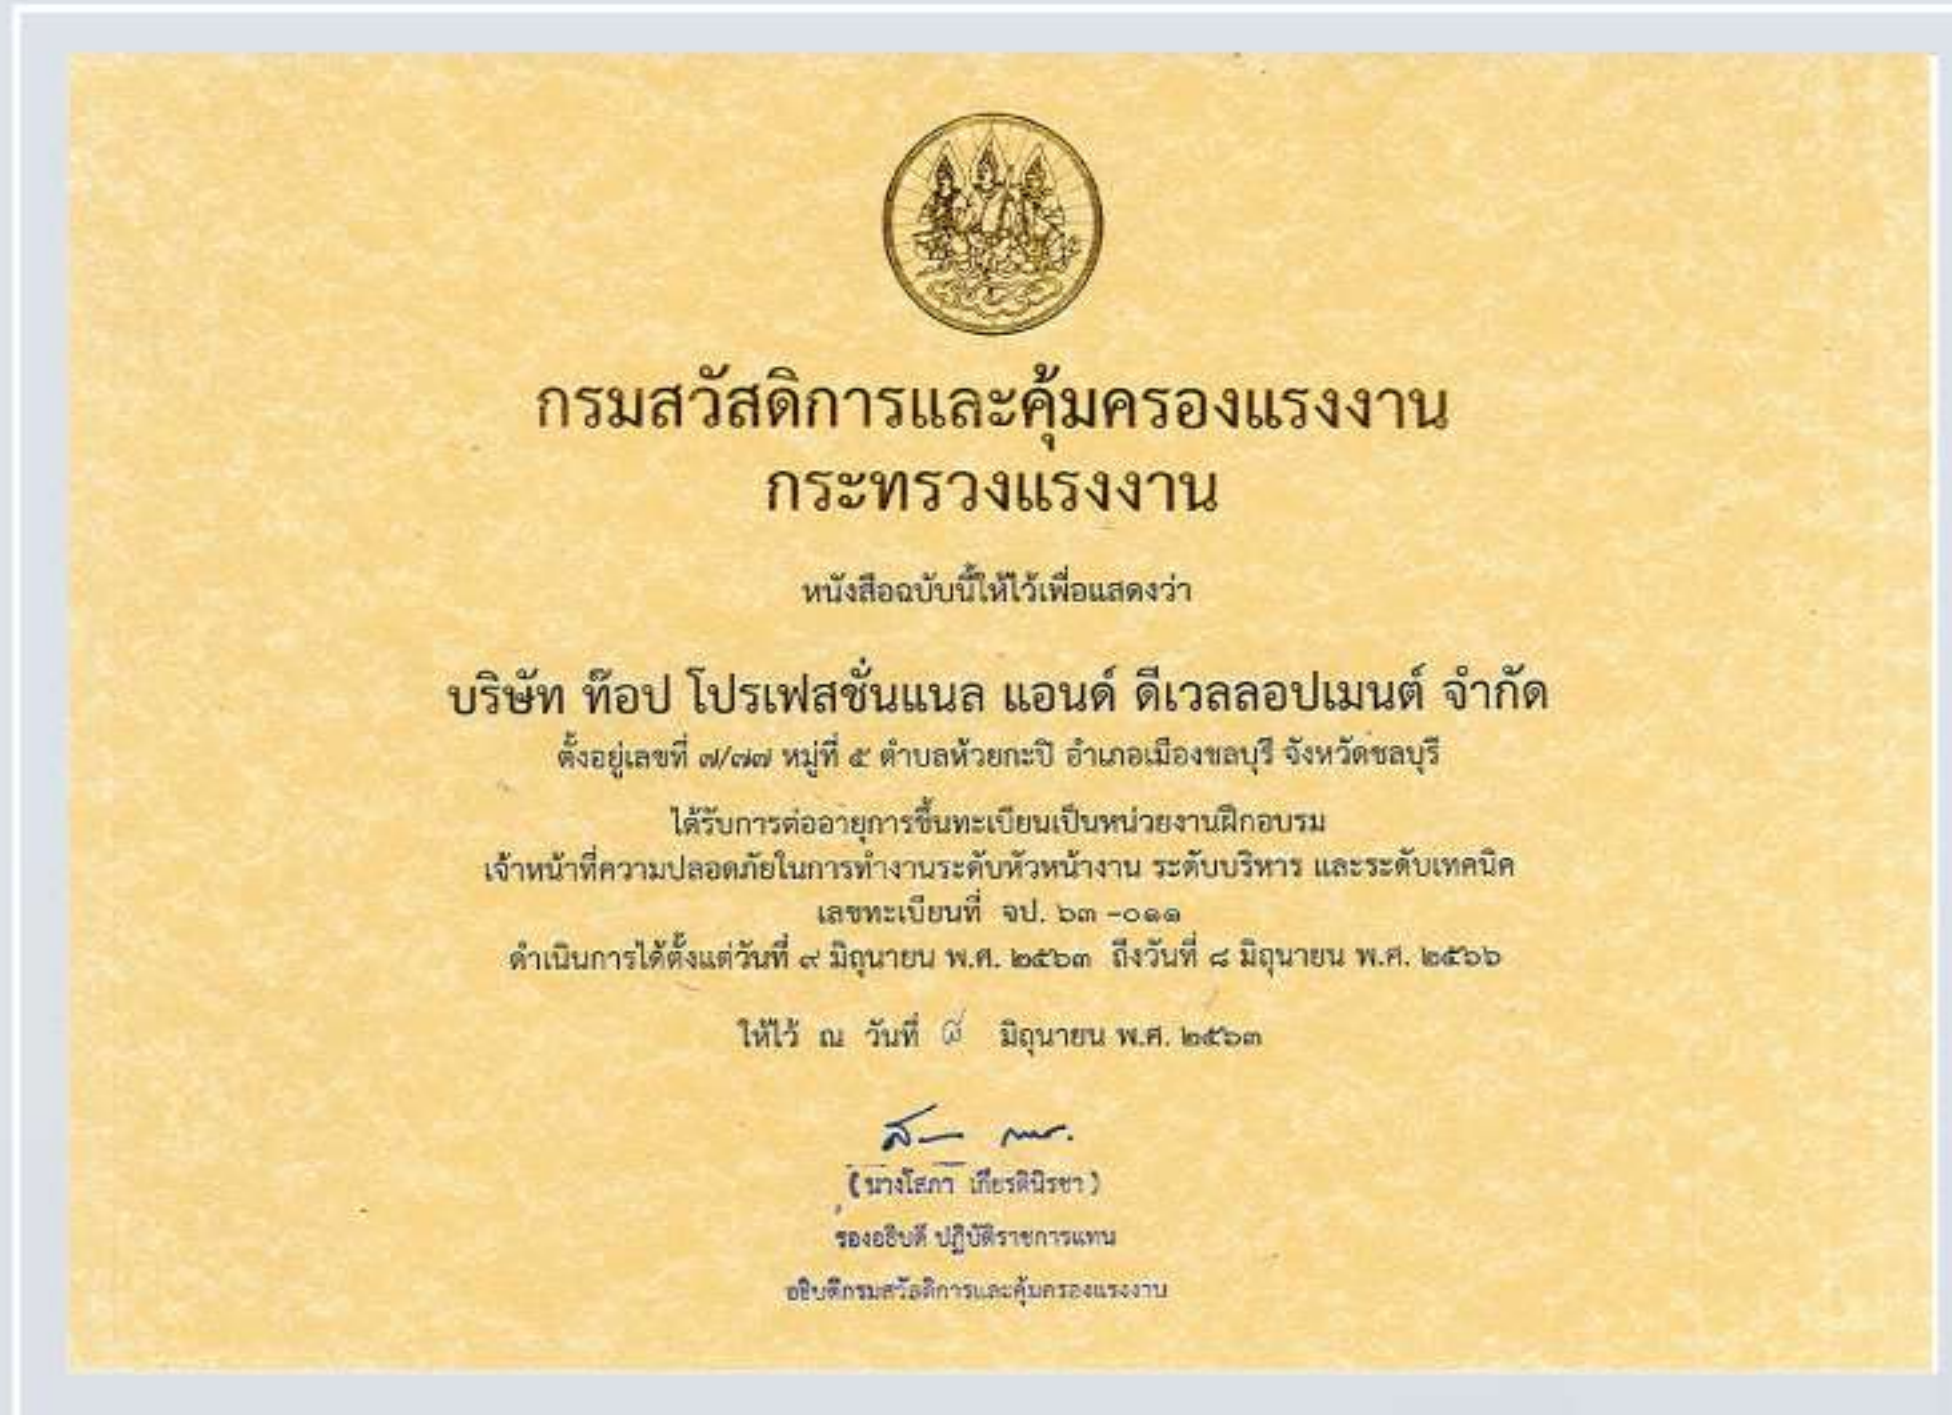 กรมสวัสดิการและคุ้มครองแรงงาน
กระทรวงแรงงาน
หนังสือฉบับนี้ให้ไว้เพื่อแสดงว่า
บริษัท ท๊อป โปรเฟสชั่นแนล แอนด์ ดีเวลลอปเมนต์ จำกัด
ตั้งอยู่เลขที่ ๗/๗๗ หมู่ที่ ๕ ตำบลห้วยกะปิ อำเภอเมืองชลบุรี จังหวัดชลบุรี
ได้รับการต่ออายุการขึ้นทะเบียนเป็นหน่วยงานฝึกอบรม
เจ้าหน้าที่ความปลอดภัยในการทำงานระดับหัวหน้างาน ระดับบริหาร และระดับเทคนิค
เลขทะเบียนที่ จป. ๖๓ -๐๑๑
ดำเนินการได้ตั้งแต่วันที่ ๙ มิถุนายน พ.ศ. ๒๕๖๓ ถึงวันที่ ๘ มิถุนายน พ.ศ. ๒๕๖๖
ให้ไว้ ณ วันที่ มิถุนายน พ.ศ. ๒๕๖๓
(นางโสภา เกียรตินิรชา)
รองอธิบดี ปฏิบัติราชการแทน
อธิบดีกรมสวัสดิการและคุ้มครองแรงงาน